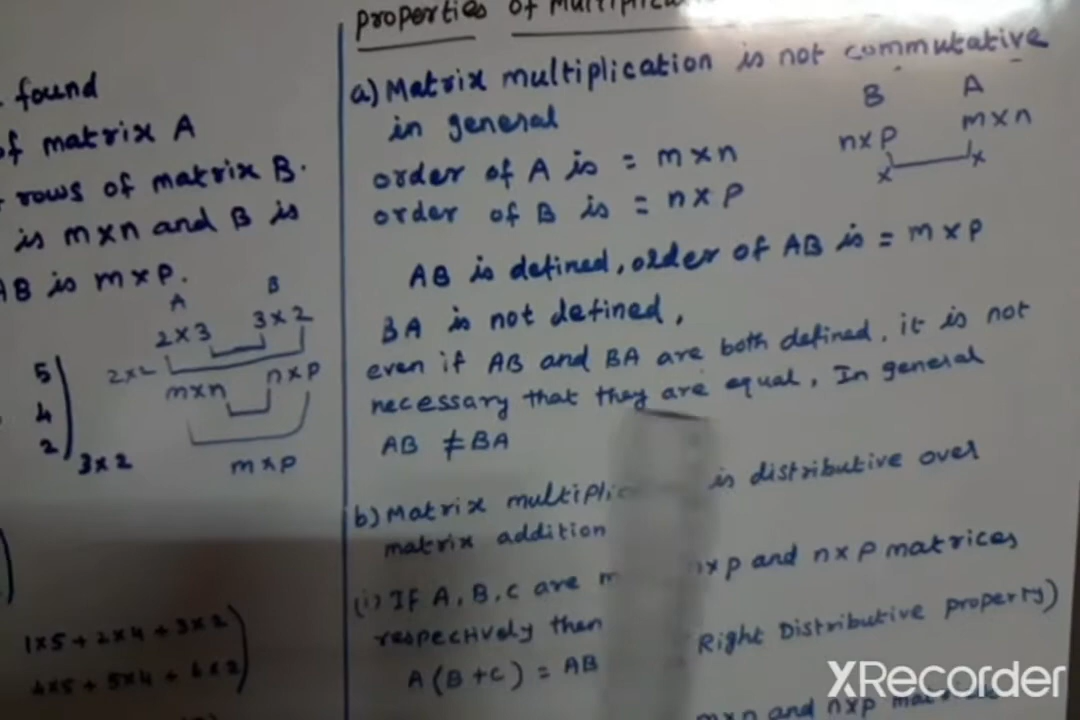 found
of matrix A
rows of matrix B.
is m×n and B is
AB is m×p.
A B
2×3 3×2
2×2
m×n n×p
m×p
5
4
2
3×2
1×5 + 2×4 + 3×2
4×5 + 5×4 + 6×2
properties of
a) Matrix multiplication is not commutative
in general
B A
n×p m×n
order of A is = m×n
order of B is = n×p
AB is defined, older of AB is = m×p
BA is not defined,
even if AB and BA are both defined, it is not
necessary that they are equal, In general
AB ≠ BA
b) Matrix is distributive over
matrix addition
(i) If A, B, C are and n×p matrices
respectively then
A(B+C) = AB Right Distributive property)
m×n and n×p
XRecorder